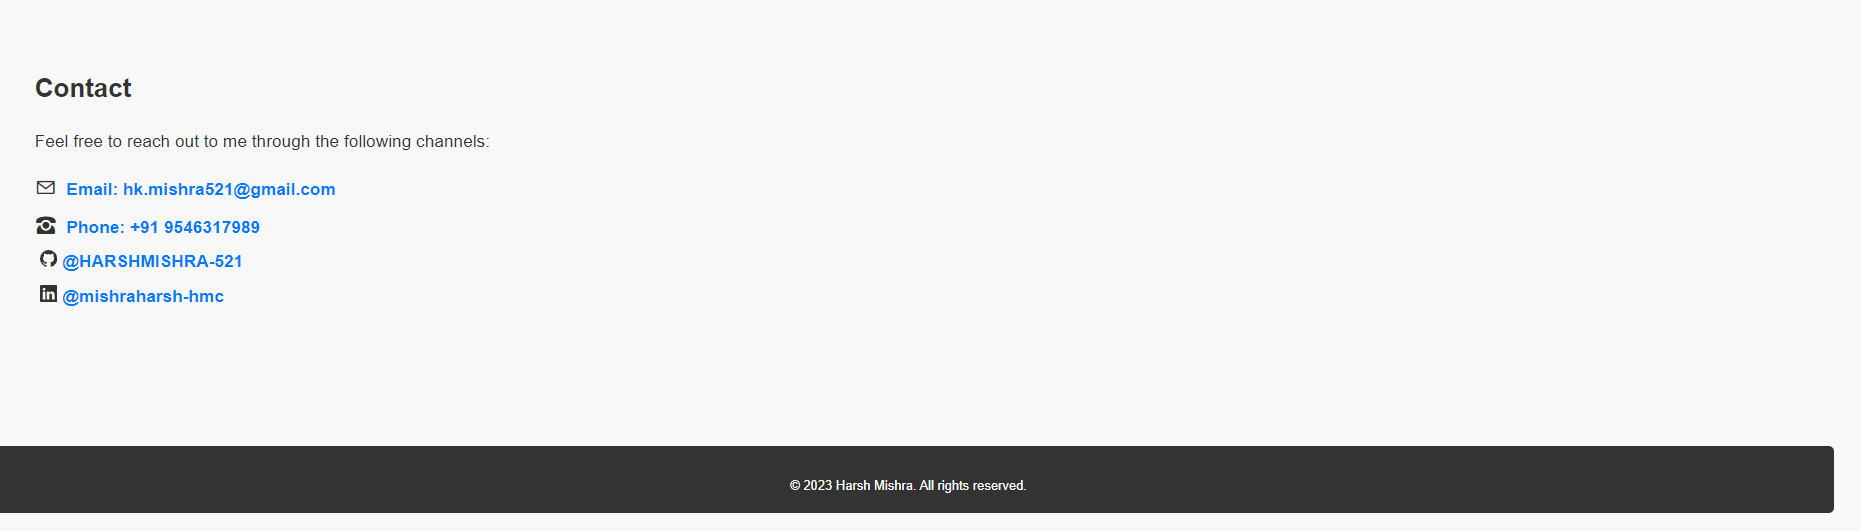 Contact
Feel free to reach out to me through the following channels:
Email: hk.mishra521@gmail.com
Phone: +91 9546317989
@HARSHMISHRA-521
in @mishraharsh-hmc
© 2023 Harsh Mishra. All rights reserved.